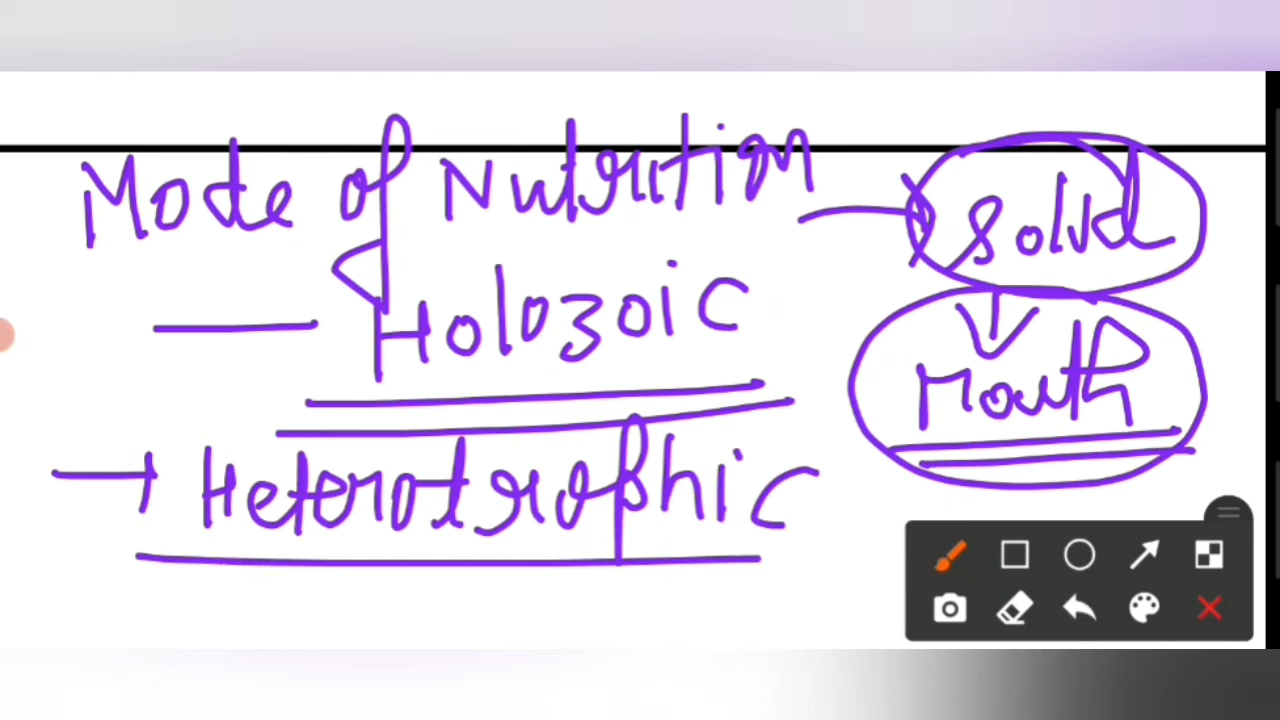 Mode of Nutrition → Solid
— Holozoic
Mouth
→ Heterotrophic